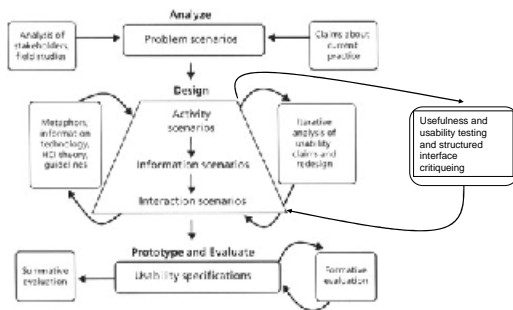 Analyze
Analysis of
stakeholders,
field studies
Problem scenarios
Claims about
current
practice
Design
Metaphors,
information
technology,
HCI theory,
guidelines
Activity
scenarios
Information scenarios
Interaction scenarios
Iterative
analysis of
usability
claims and
redesign
Usefulness and
usability testing
and structured
interface
critiqueing
Prototype and Evaluate
Summative
evaluation
Usability specifications
Formative
evaluation